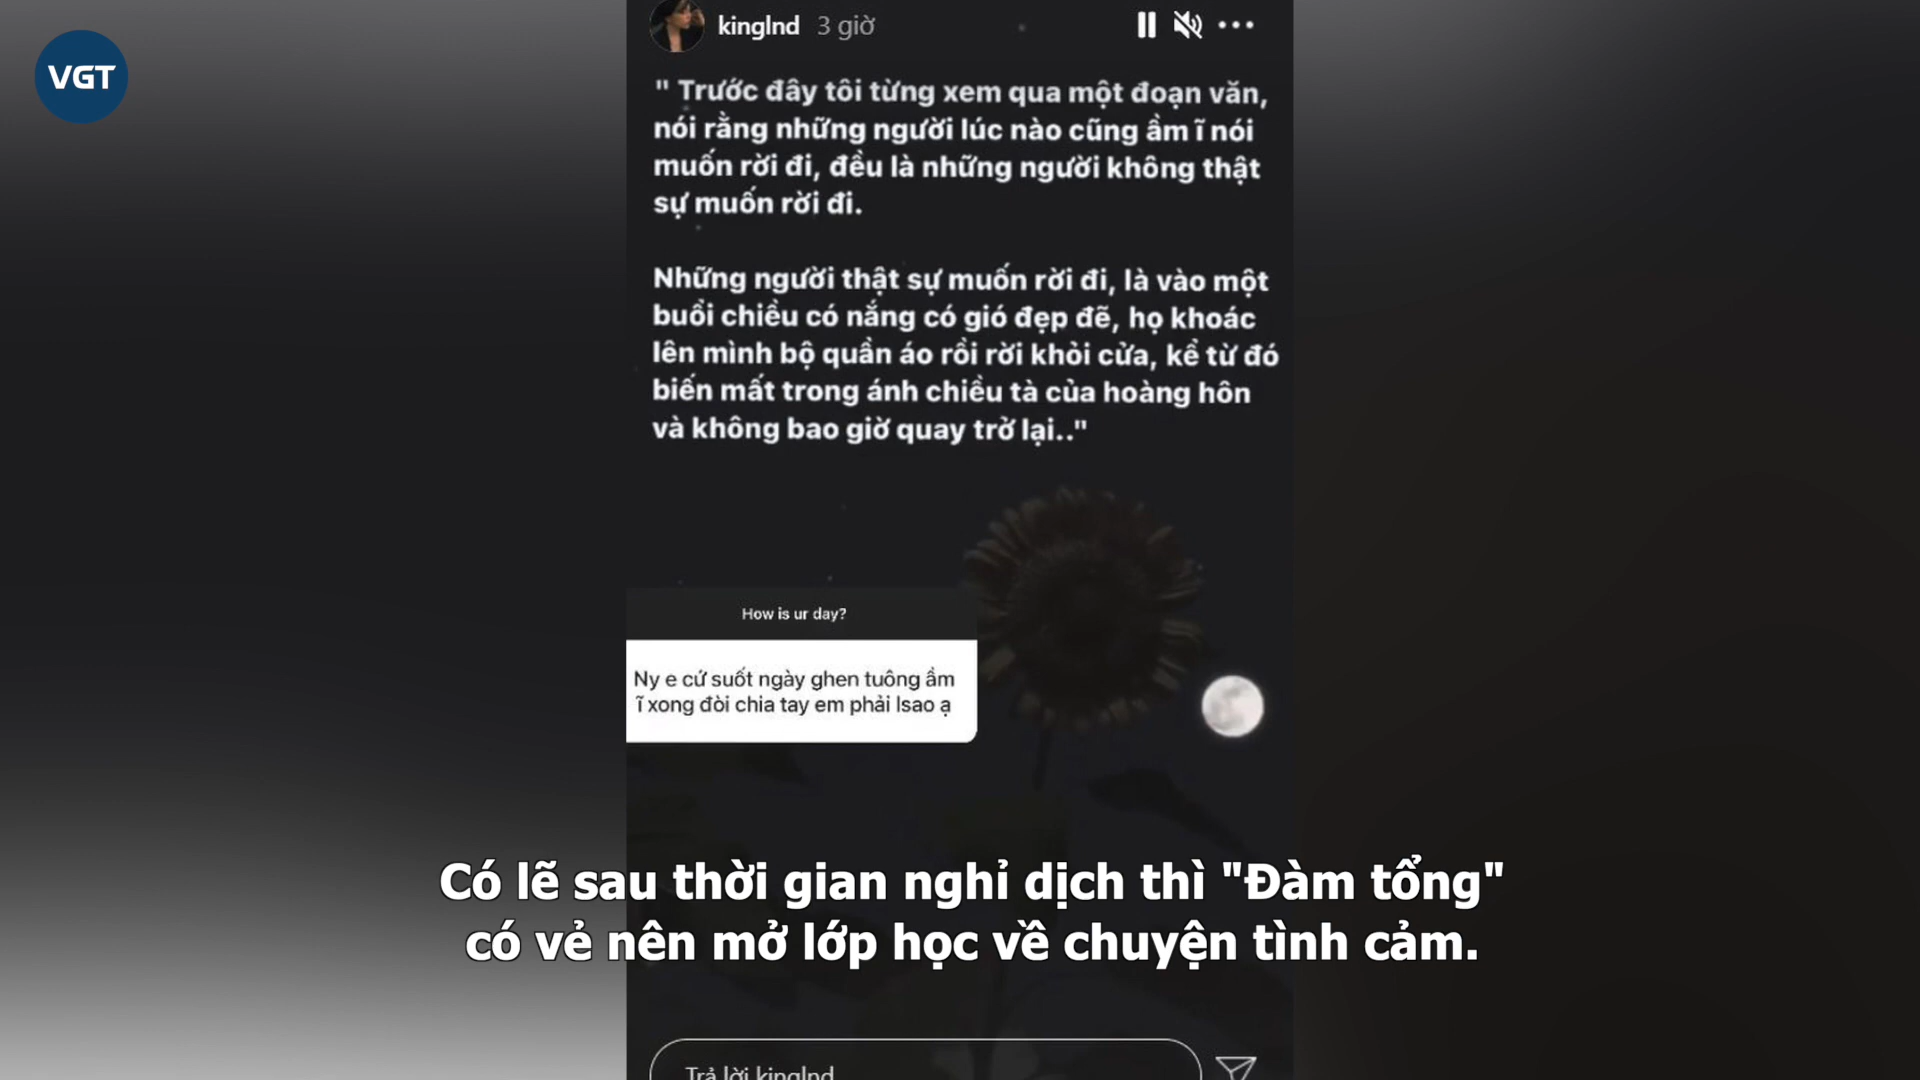 VGT
kinglnd 3 giờ
" Trước đây tôi từng xem qua một đoạn văn,
nói rằng những người lúc nào cũng ầm ĩ nói
muốn rời đi, đều là những người không thật
sự muốn rời đi.
Những người thật sự muốn rời đi, là vào một
buổi chiều có nắng có gió đẹp đẽ, họ khoác
lên mình bộ quần áo rồi rời khỏi cửa, kể từ đó
biến mất trong ánh chiều tà của hoàng hôn
và không bao giờ quay trở lại.."
How is ur day?
Ny e cứ suốt ngày ghen tuông ầm
ĩ xong đòi chia tay em phải lsao ạ
Có lẽ sau thời gian nghỉ dịch thì "Đàm tổng"
có vẻ nên mở lớp học về chuyện tình cảm.
Trả lời kinglnd